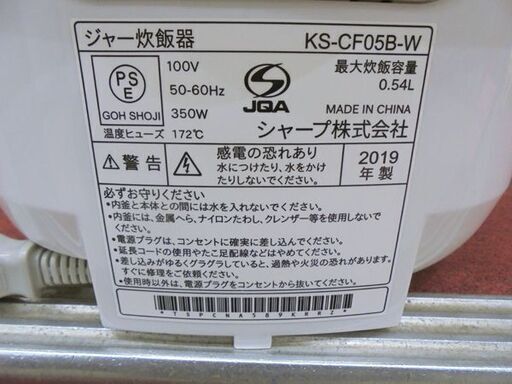 ジャー炊飯器 KS-CF05B-W
PS
E
GOH SHOJI
100V
50-60Hz
350W
温度ヒューズ 172℃
JQA
最大炊飯容量
0.54L
MADE IN CHINA
シャープ株式会社
警告
感電の恐れあり
水につけたり、水をかけ
たりしないでください
2019
年製
必ずお守りください
・内釜と本体との間には水を入れないでください。
・内釜には、金属へら、ナイロンたわし、クレンザー等を使用
しないでください。
・電源プラグは、コンセントに確実に差し込んでください。
・延長コードの使用やたこ足配線などはやめてください。
・差し込みがゆるくグラグラしていると、過熱や火災の恐れがあります。
すぐに修理をご依頼ください。
・使用時以外は、電源プラグをコンセントから抜いてください。
*TSPCNA589KRRZ*